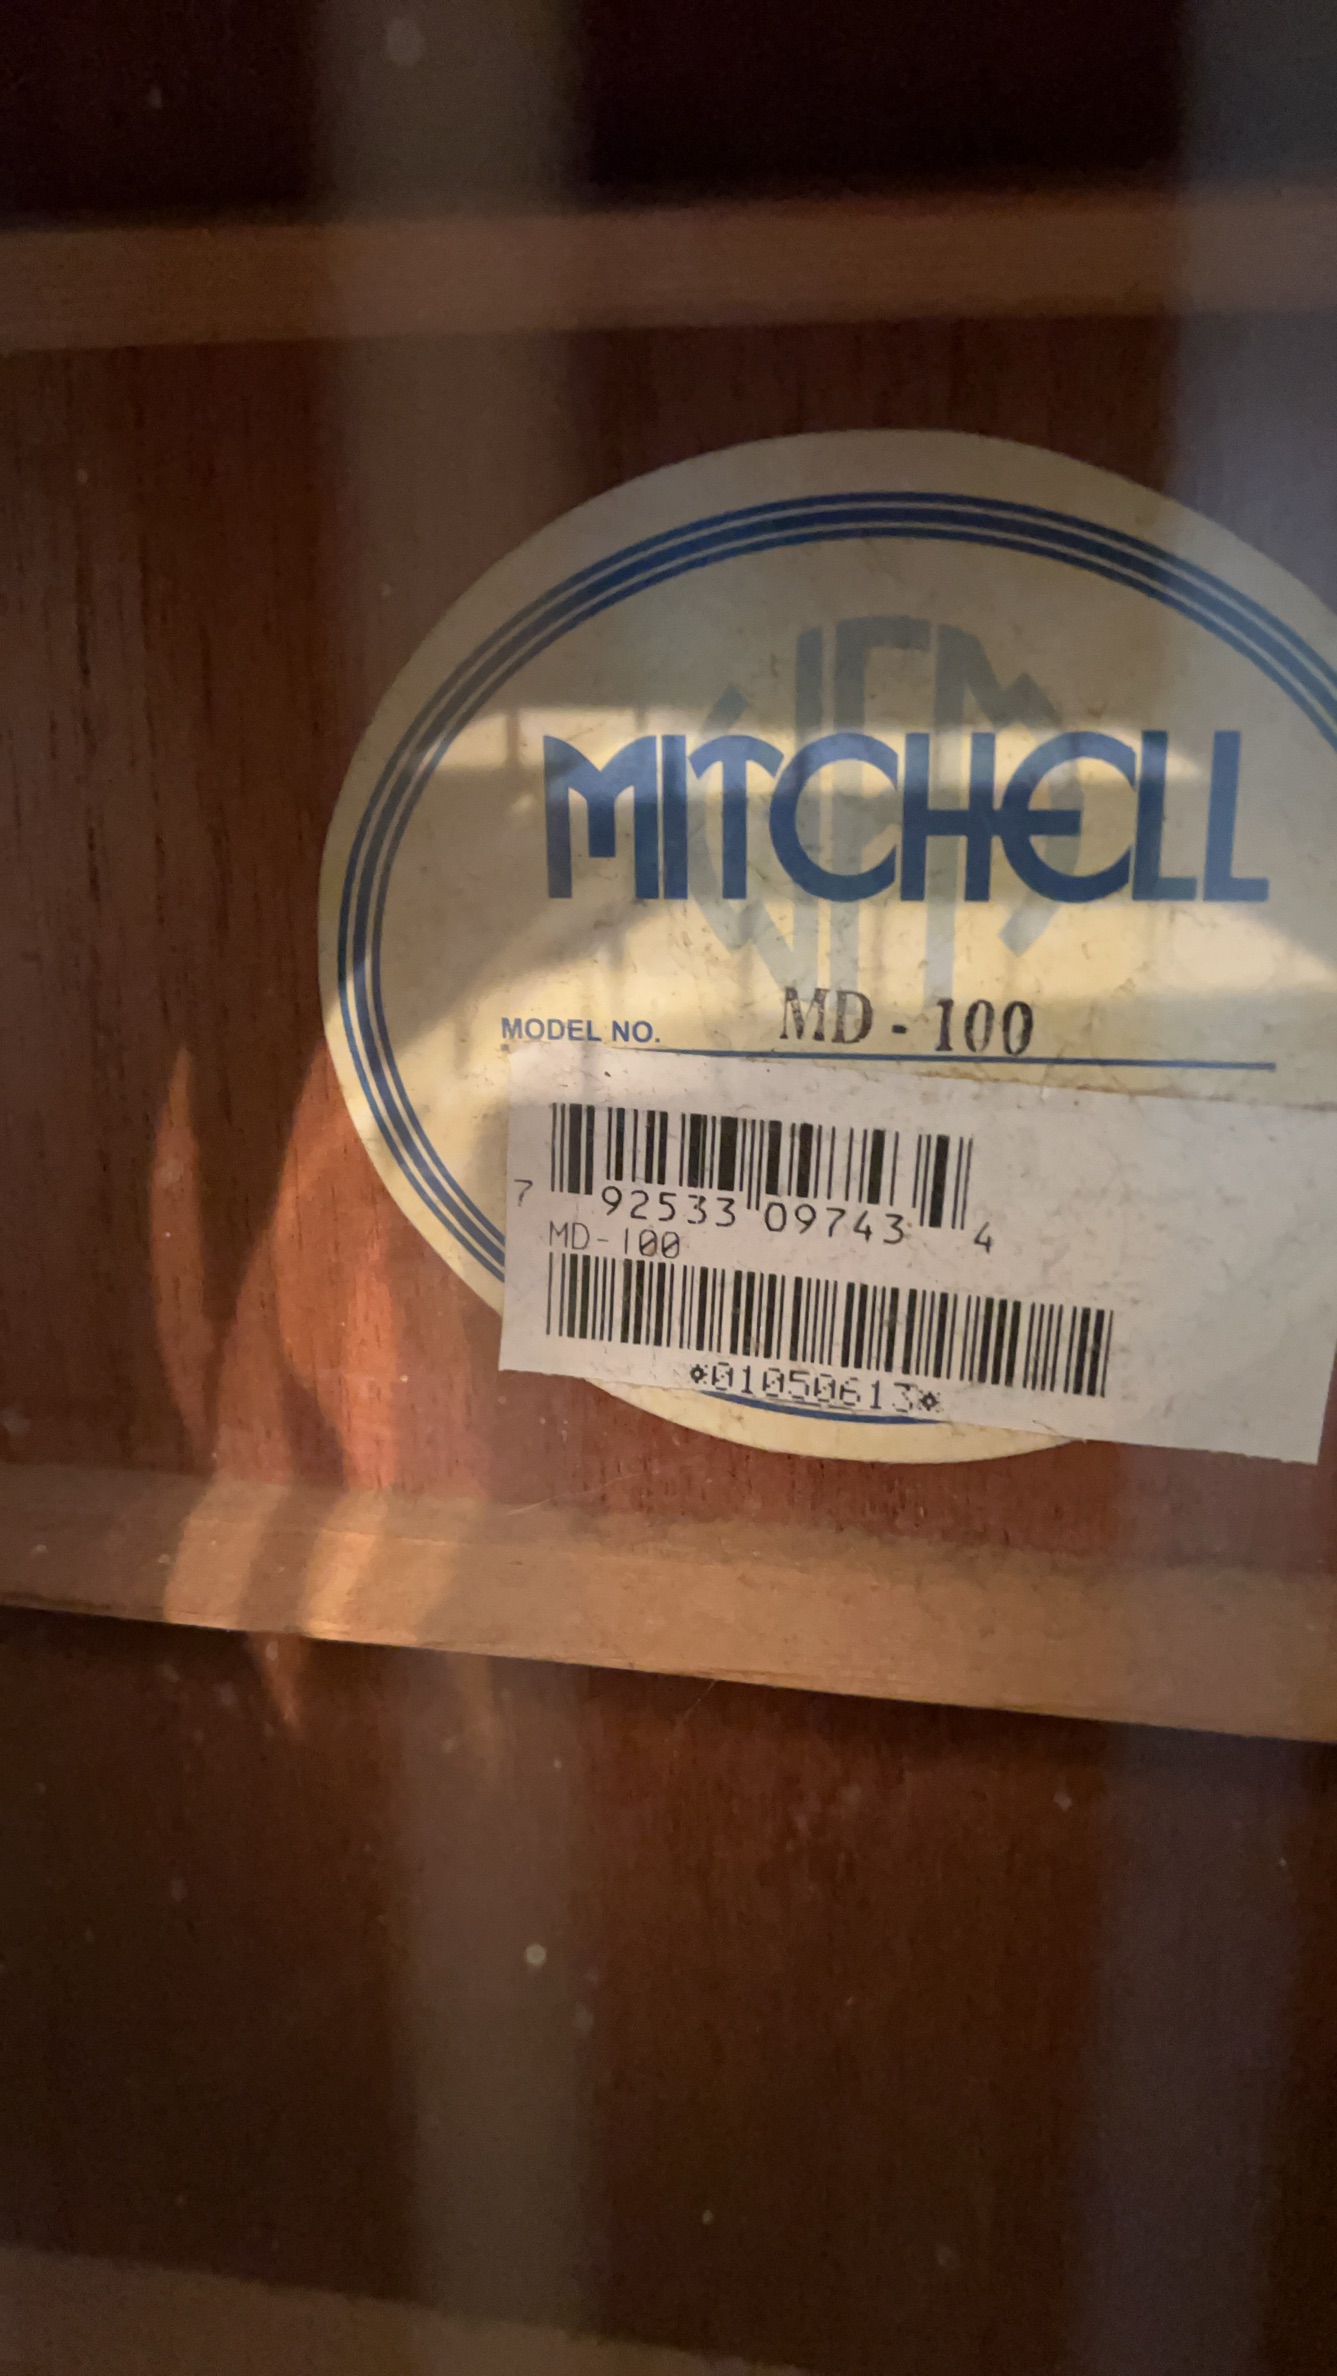 MITCHELL
MODEL NO. MD-100
7 92533 09743 4
MD-100
*01050613*